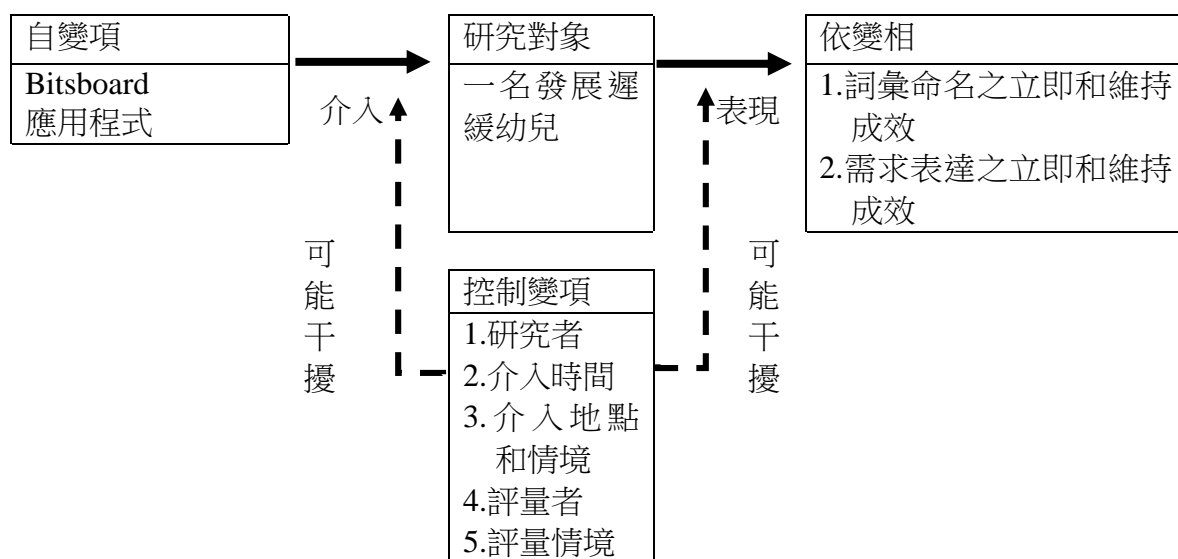 自變項
Bitsboard
應用程式
介入
研究對象
一名發展遲
緩幼兒
表現
依變相
1.詞彙命名之立即和維持
成效
2.需求表達之立即和維持
成效
可
能
干
擾
控制變項
1.研究者
2.介入時間
3.介入地點
和情境
4.評量者
5.評量情境
可
能
干
擾